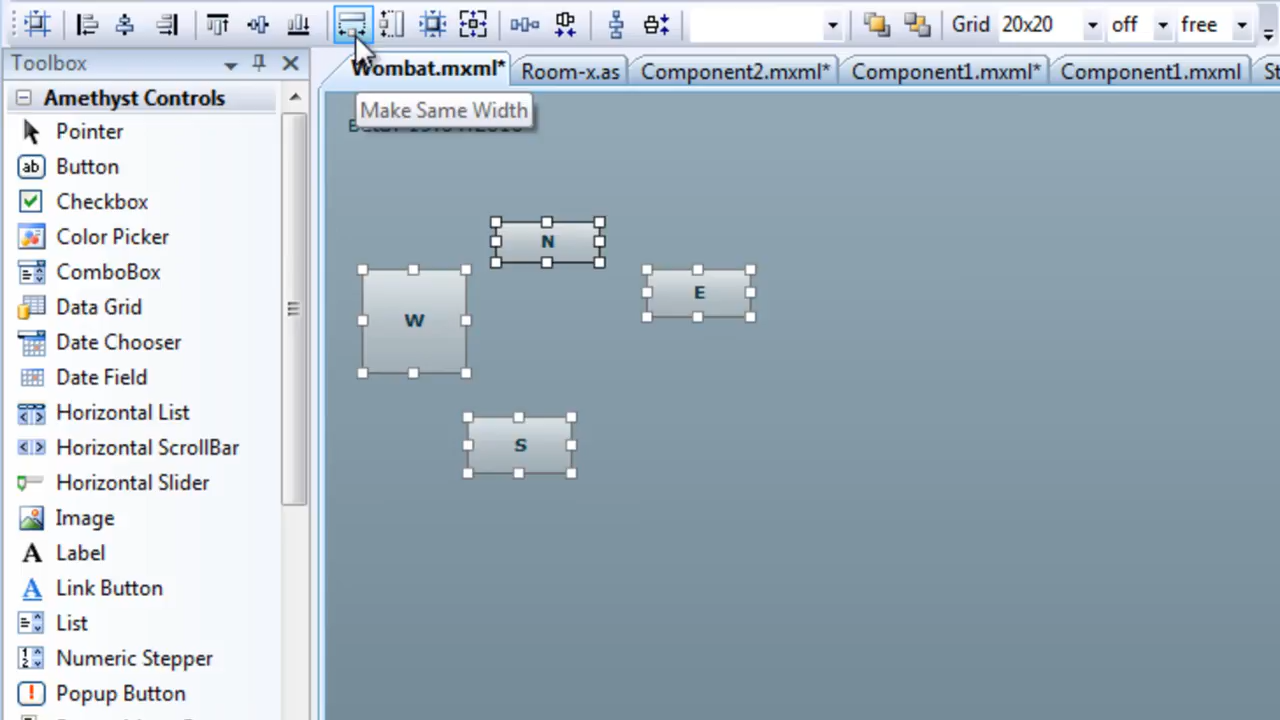 Grid 20x20 off free
Toolbox
Wombat.mxml* Room-x.as Component2.mxml* Component1.mxml* Component1.mxml
Amethyst Controls
Make Same Width
Pointer
ab Button
Checkbox
Color Picker
ComboBox
Data Grid
Date Chooser
Date Field
Horizontal List
Horizontal ScrollBar
Horizontal Slider
Image
A Label
A Link Button
List
Numeric Stepper
Popup Button
N
W
E
S